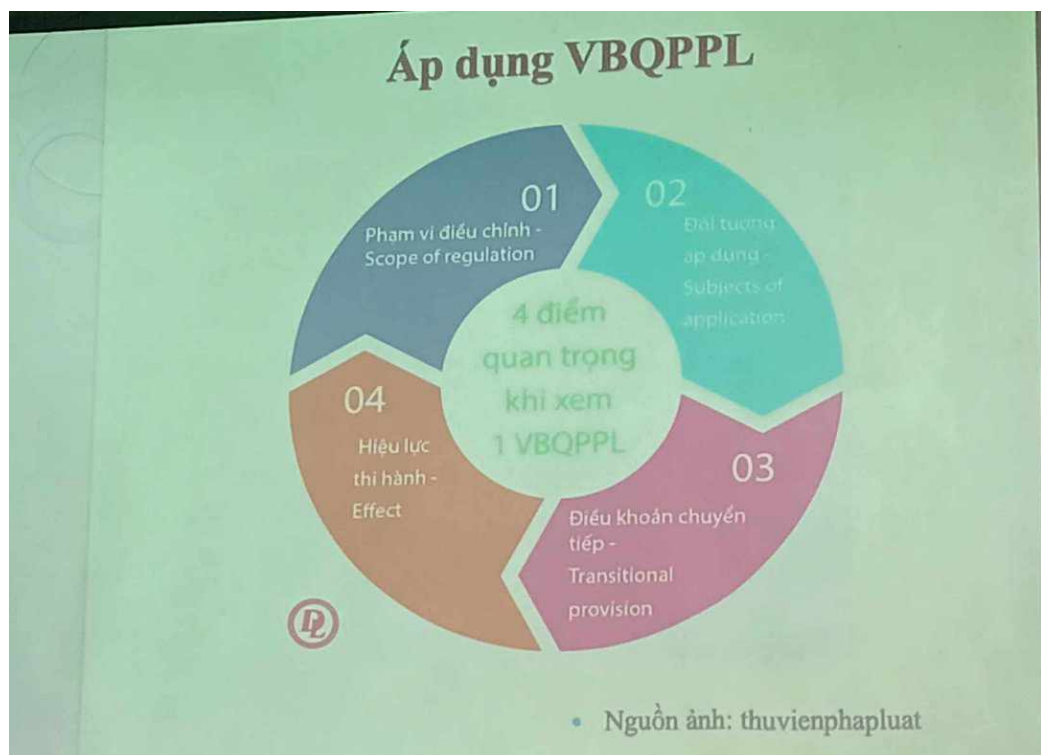 Áp dụng VBQPPL
01
Phạm vi điều chỉnh -
Scope of regulation
02
Đối tượng
áp dụng -
Subjects of
application
03
Điều khoản chuyển
tiếp -
Transitional
provision
04
Hiệu lực
thi hành -
Effect
4 điểm
quan trọng
khi xem
1 VBQPPL
DL
• Nguồn ảnh: thuvienphapluat